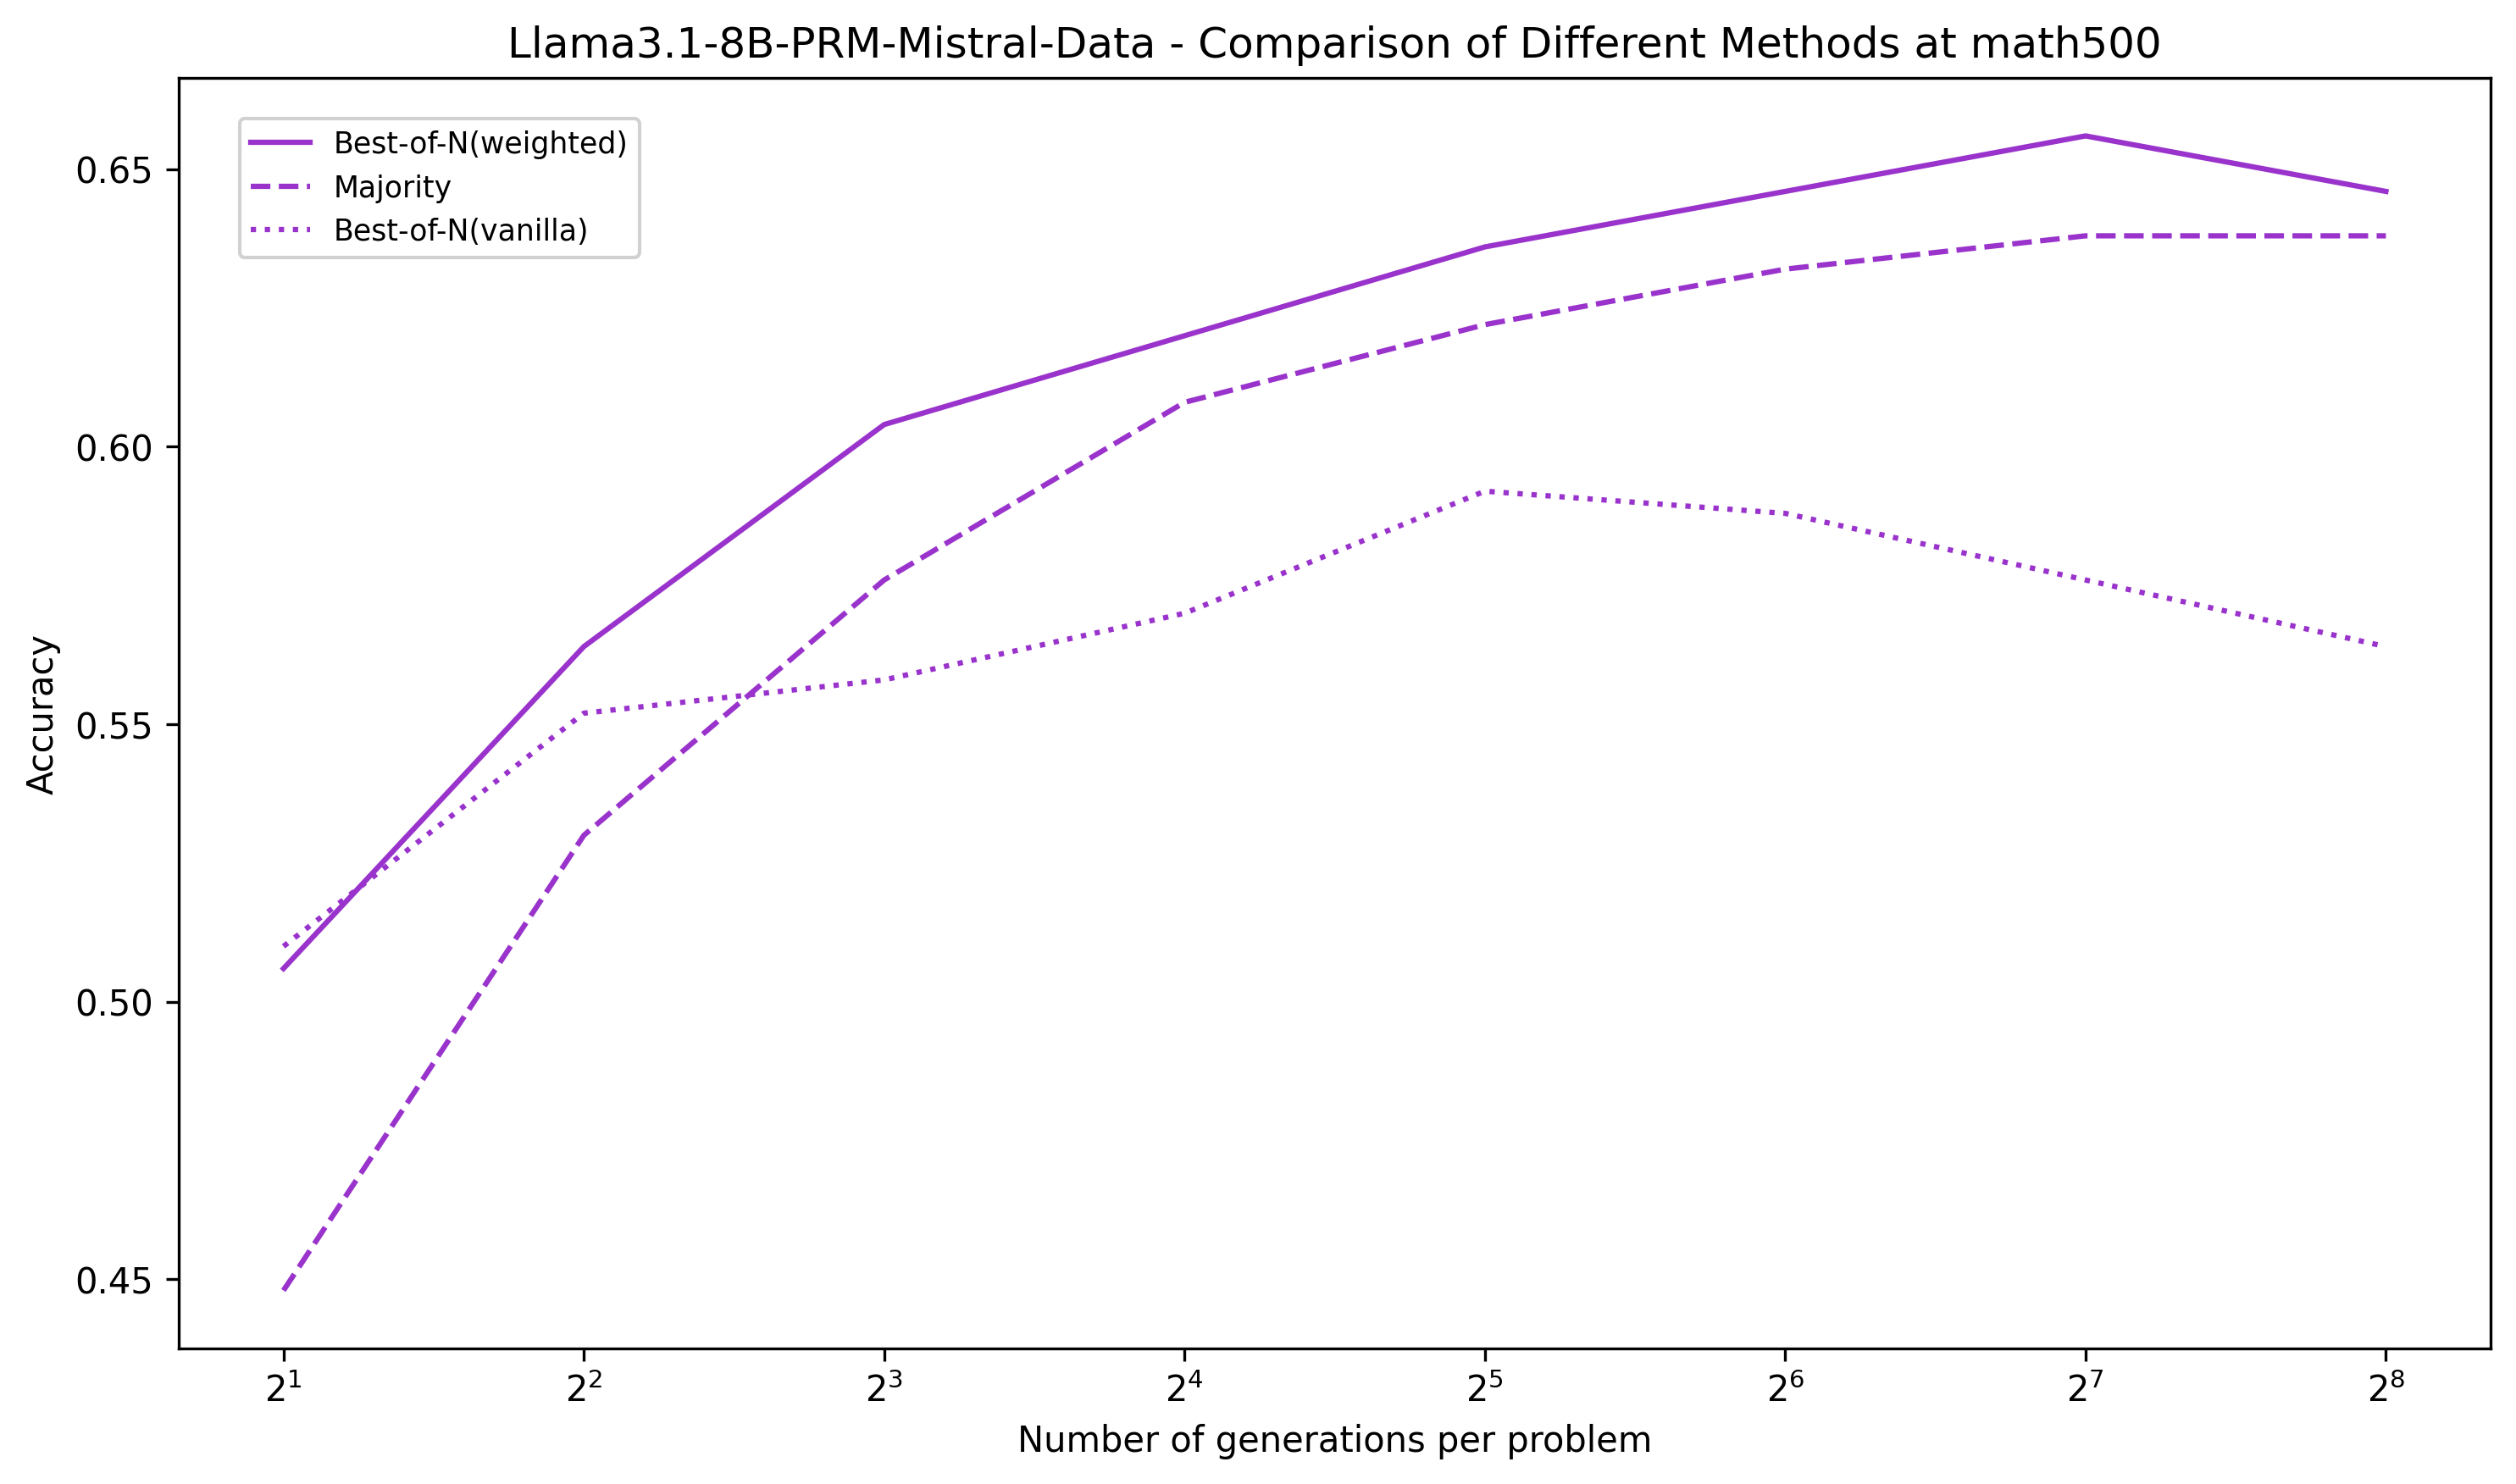 Llama3.1-8B-PRM-Mistral-Data - Comparison of Different Methods at math500
Best-of-N(weighted)
Majority
Best-of-N(vanilla)
Accuracy
0.65
0.60
0.55
0.50
0.45
2¹ 2² 2³ 2⁴ 2⁵ 2⁶ 2⁷ 2⁸
Number of generations per problem